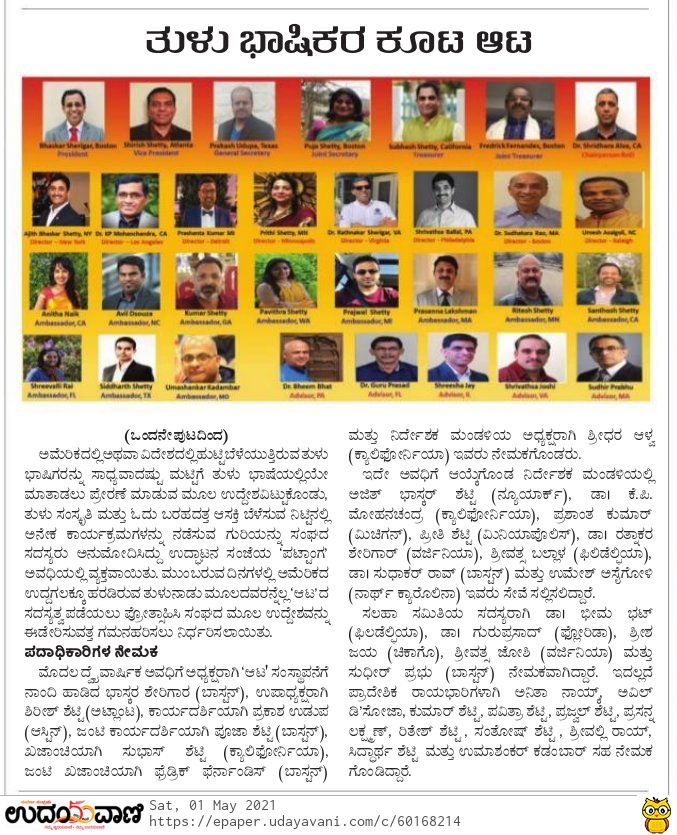 ತುಳು ಭಾಷಿಕರ ಕೂಟ ಆಟ
Bhaskar Sherigar, Boston
President
Shirish Shetty, Atlanta
Vice President
Prakash Udupa, Texas
General Secretary
Puja Shetty, Boston
Joint Secretary
Subhash Shetty, California
Treasurer
Fredrick Fernandes, Boston
Joint Treasurer
Dr. Shridhara Alva, CA
Chairperson BoD
Ajith Bhaskar Shetty, NY
Director – New York
Dr. KP Mohanchandra, CA
Director – Los Angeles
Prashanta Kumar MI
Director – Detroit
Prithi Shetty, MN
Director – Minneapolis
Dr. Rathnakar Sherigar, VA
Director – Virginia
Shrivathsa Ballal, PA
Director – Philadelphia
Dr. Sudhakara Rao, MA
Director – Boston
Umesh Asaigoli, NC
Director – Raleigh
Anitha Naik
Ambassador, CA
Avil Dsouza
Ambassador, NC
Kumar Shetty
Ambassador, GA
Pavithra Shetty
Ambassador, WA
Prajwal Shetty
Ambassador, MI
Prasanna Lakshman
Ambassador, MA
Ritesh Shetty
Ambassador, MN
Santhosh Shetty
Ambassador, CA
Shreevalli Rai
Ambassador, FL
Siddharth Shetty
Ambassador, TX
Umashankar Kadambar
Ambassador, MO
Dr. Bheem Bhat
Advisor, PA
Dr. Guru Prasad
Advisor, FL
Shreesha Jay
Advisor, IL
Shrivathsa Joshi
Advisor, VA
Sudhir Prabhu
Advisor, MA
(ಒಂದನೇಪುಟದಿಂದ)
ಅಮೆರಿಕದಲ್ಲಿಅಥವಾ ವಿದೇಶದಲ್ಲಿಹುಟ್ಟಿಬೆಳೆಯುತ್ತಿರುವ ತುಳು
ಭಾಷಿಗರನ್ನು ಸಾಧ್ಯವಾದಷ್ಟು ಮಟ್ಟಿಗೆ ತುಳು ಭಾಷೆಯಲ್ಲಿಯೇ
ಮಾತಾಡಲು ಪ್ರೇರಣೆ ಮಾಡುವ ಮೂಲ ಉದ್ದೇಶವಿಟ್ಟುಕೊಂಡು,
ತುಳು ಸಂಸ್ಕೃತಿ ಮತ್ತು ಓದು ಬರಹದತ್ತ ಆಸಕ್ತಿ ಬೆಳೆಸುವ ನಿಟ್ಟಿನಲ್ಲಿ
ಅನೇಕ ಕಾರ್ಯಕ್ರಮಗಳನ್ನು ನಡೆಸುವ ಗುರಿಯನ್ನು ಸಂಘದ
ಸದಸ್ಯರು ಅನುಮೋದಿಸಿದ್ದು ಉದ್ಘಾಟನ ಸಂಜೆಯ 'ಪಟ್ಟಾಂಗ'
ಅವಧಿಯಲ್ಲಿ ವ್ಯಕ್ತವಾಯಿತು. ಮುಂಬರುವ ದಿನಗಳಲ್ಲಿ ಅಮೆರಿಕದ
ಉದ್ದಗಲಕ್ಕೂ ಹರಡಿರುವ ತುಳುನಾಡು ಮೂಲದವರನ್ನೆಲ್ಲ 'ಆಟ'ದ
ಸದಸ್ಯತ್ವ ಪಡೆಯಲು ಪ್ರೋತ್ಸಾಹಿಸಿ ಸಂಘದ ಮೂಲ ಉದ್ದೇಶವನ್ನು
ಈಡೇರಿಸುವತ್ತ ಗಮನಹರಿಸಲು ನಿರ್ಧರಿಸಲಾಯಿತು.
ಪದಾಧಿಕಾರಿಗಳ ನೇಮಕ
ಮೊದಲ ದ್ವೈವಾರ್ಷಿಕ ಅವಧಿಗೆ ಅಧ್ಯಕ್ಷರಾಗಿ 'ಆಟ' ಸಂಸ್ಥಾಪನೆಗೆ
ನಾಂದಿ ಹಾಡಿದ ಭಾಸ್ಕರ ಶೇರಿಗಾರ (ಬಾಸ್ಟನ್), ಉಪಾಧ್ಯಕ್ಷರಾಗಿ
ಶಿರೀಶ್ ಶೆಟ್ಟಿ (ಅಟ್ಲಾಂಟ), ಕಾರ್ಯದರ್ಶಿಯಾಗಿ ಪ್ರಕಾಶ ಉಡುಪ
(ಆಸ್ಟಿನ್), ಜಂಟಿ ಕಾರ್ಯದರ್ಶಿಯಾಗಿ ಪೂಜಾ ಶೆಟ್ಟಿ (ಬಾಸ್ಟನ್),
ಖಜಾಂಚಿಯಾಗಿ ಸುಭಾಸ್ ಶೆಟ್ಟಿ (ಕ್ಯಾಲಿಫೋರ್ನಿಯಾ),
ಜಂಟಿ ಖಜಾಂಚಿಯಾಗಿ ಫ್ರೆಡ್ರಿಕ್ ಫೆರ್ನಾಂಡಿಸ್ (ಬಾಸ್ಟನ್)
ಮತ್ತು ನಿರ್ದೇಶಕ ಮಂಡಳಿಯ ಅಧ್ಯಕ್ಷರಾಗಿ ಶ್ರೀಧರ ಆಳ್ವ
(ಕ್ಯಾಲಿಫೋರ್ನಿಯಾ) ಇವರು ನೇಮಕಗೊಂಡರು.
ಇದೇ ಅವಧಿಗೆ ಆಯ್ಕೆಗೊಂಡ ನಿರ್ದೇಶಕ ಮಂಡಳಿಯಲ್ಲಿ
ಅಜಿತ್ ಭಾಸ್ಕರ್ ಶೆಟ್ಟಿ (ನ್ಯೂಯಾರ್ಕ್), ಡಾ। ಕೆ.ಪಿ.
ಮೋಹನಚಂದ್ರ (ಕ್ಯಾಲಿಫೋರ್ನಿಯಾ), ಪ್ರಶಾಂತ ಕುಮಾರ್
(ಮಿಚಿಗನ್), ಪ್ರೀತಿ ಶೆಟ್ಟಿ (ಮಿನಿಯಾಪೊಲಿಸ್), ಡಾ। ರತ್ನಾಕರ
ಶೇರಿಗಾರ್ (ವರ್ಜಿನಿಯಾ), ಶ್ರೀವತ್ಸ ಬಲ್ಲಾಳ (ಫಿಲಿಡೆಲ್ಫಿಯಾ),
ಡಾ। ಸುಧಾಕರ್ ರಾವ್ (ಬಾಸ್ಟನ್) ಮತ್ತು ಉಮೇಶ್ ಅಸೈಗೋಳಿ
(ನಾರ್ಥ್ ಕ್ಯಾರೊಲಿನಾ) ಇವರು ಸೇವೆ ಸಲ್ಲಿಸಲಿದ್ದಾರೆ.
ಸಲಹಾ ಸಮಿತಿಯ ಸದಸ್ಯರಾಗಿ ಡಾ। ಭೀಮ ಭಟ್
(ಫಿಲಡೆಲ್ಫಿಯಾ), ಡಾ। ಗುರುಪ್ರಸಾದ್ (ಫ್ಲೋರಿಡಾ), ಶ್ರೀಶ
ಜಯ (ಚಿಕಾಗೊ), ಶ್ರೀವತ್ಸ ಜೋಶಿ (ವರ್ಜಿನಿಯಾ) ಮತ್ತು
ಸುಧೀರ್ ಪ್ರಭು (ಬಾಸ್ಟನ್) ನೇಮಕವಾಗಿದ್ದಾರೆ. ಇದಲ್ಲದೆ
ಪ್ರಾದೇಶಿಕ ರಾಯಭಾರಿಗಳಾಗಿ ಅನಿತಾ ನಾಯ್ಕ್, ಅವಿಲ್
ಡಿ'ಸೋಜಾ, ಕುಮಾರ್ ಶೆಟ್ಟಿ, ಪವಿತ್ರಾ ಶೆಟ್ಟಿ, ಪ್ರಜ್ವಲ್ ಶೆಟ್ಟಿ, ಪ್ರಸನ್ನ
ಲಕ್ಷ್ಮಣ್, ರಿತೇಶ್ ಶೆಟ್ಟಿ, ಸಂತೋಷ್ ಶೆಟ್ಟಿ, ಶ್ರೀವಲ್ಲಿ ರಾಯ್,
ಸಿದ್ಧಾರ್ಥ ಶೆಟ್ಟಿ ಮತ್ತು ಉಮಾಶಂಕರ್ ಕಡಂಬಾರ್ ಸಹ ನೇಮಕ
ಗೊಂಡಿದ್ದಾರೆ.
ಉದಯವಾಣಿ
Sat, 01 May 2021
https://epaper.udayavani.com/c/60168214